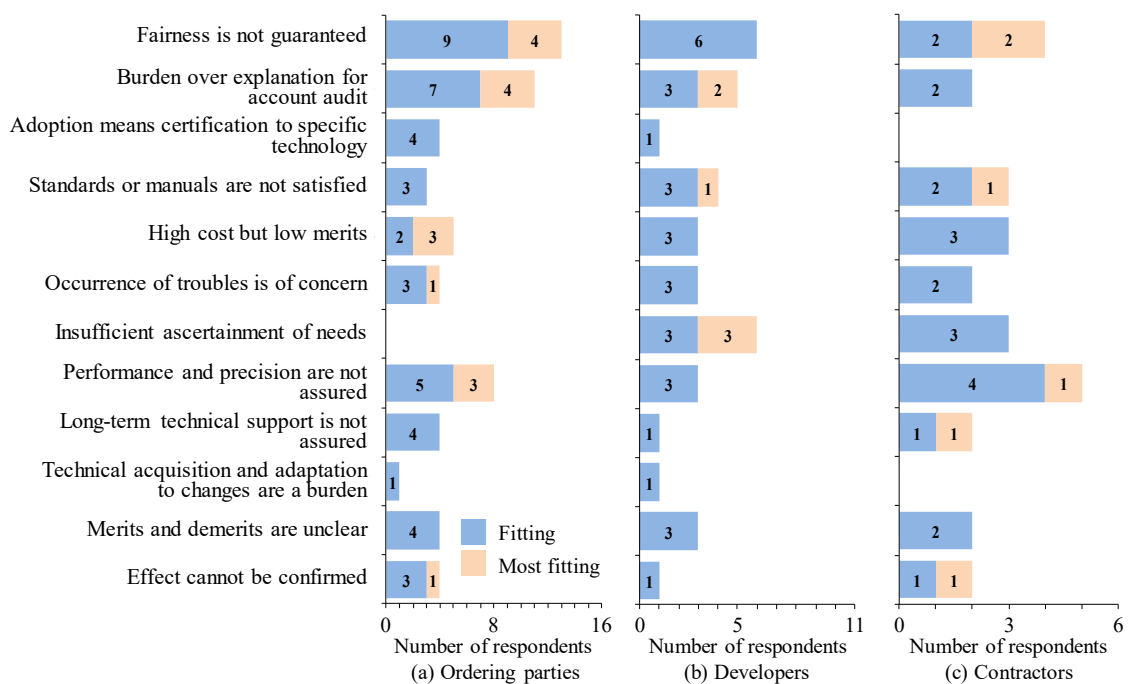 Fairness is not guaranteed
9 4
6
2 2
Burden over explanation for
account audit
7 4
3 2
2
Adoption means certification to specific
technology
4
1
Standards or manuals are not satisfied
3
3 1
2 1
High cost but low merits
2 3
3
3
Occurrence of troubles is of concern
3 1
3
2
Insufficient ascertainment of needs
3 3
3
Performance and precision are not
assured
5 3
3
4 1
Long-term technical support is not
assured
4
1
1 1
Technical acquisition and adaptation
to changes are a burden
1
1
Merits and demerits are unclear
4
3
2
Fitting
Most fitting
Effect cannot be confirmed
3 1
1
1 1
0 8 16
0 5 11
0 3 6
Number of respondents
Number of respondents
Number of respondents
(a) Ordering parties
(b) Developers
(c) Contractors